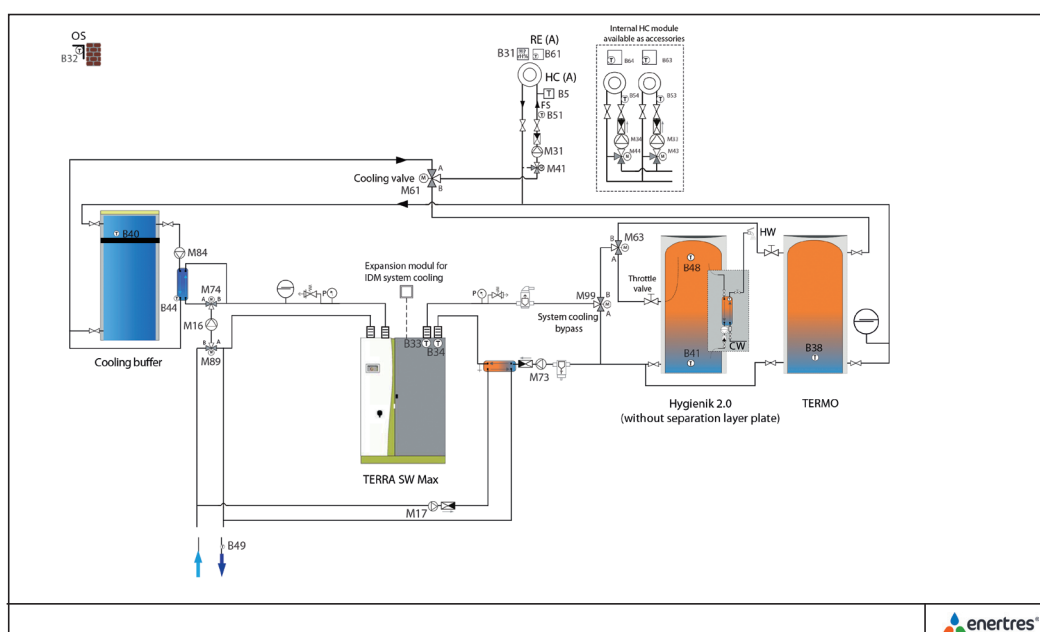 OS
B32
RE (A)
B31
B61
HC (A)
B5
FS
B51
M31
M41
Internal HC module
available as accessories
B64
B63
B54
B53
M34
M33
M44
M43
Cooling valve
M
A
B
M61
B40
M84
M74
A
B
B44
M16
B
A
M89
Cooling buffer
P
Expansion modul for
IDM system cooling
B33
B34
P
TERRA SW Max
M73
M17
B49
B
M63
A
M99
B
A
System cooling
bypass
Throttle
valve
B48
B41
HW
CW
B38
Hygienik 2.0
(without separation layer plate)
TERMO
enertres®